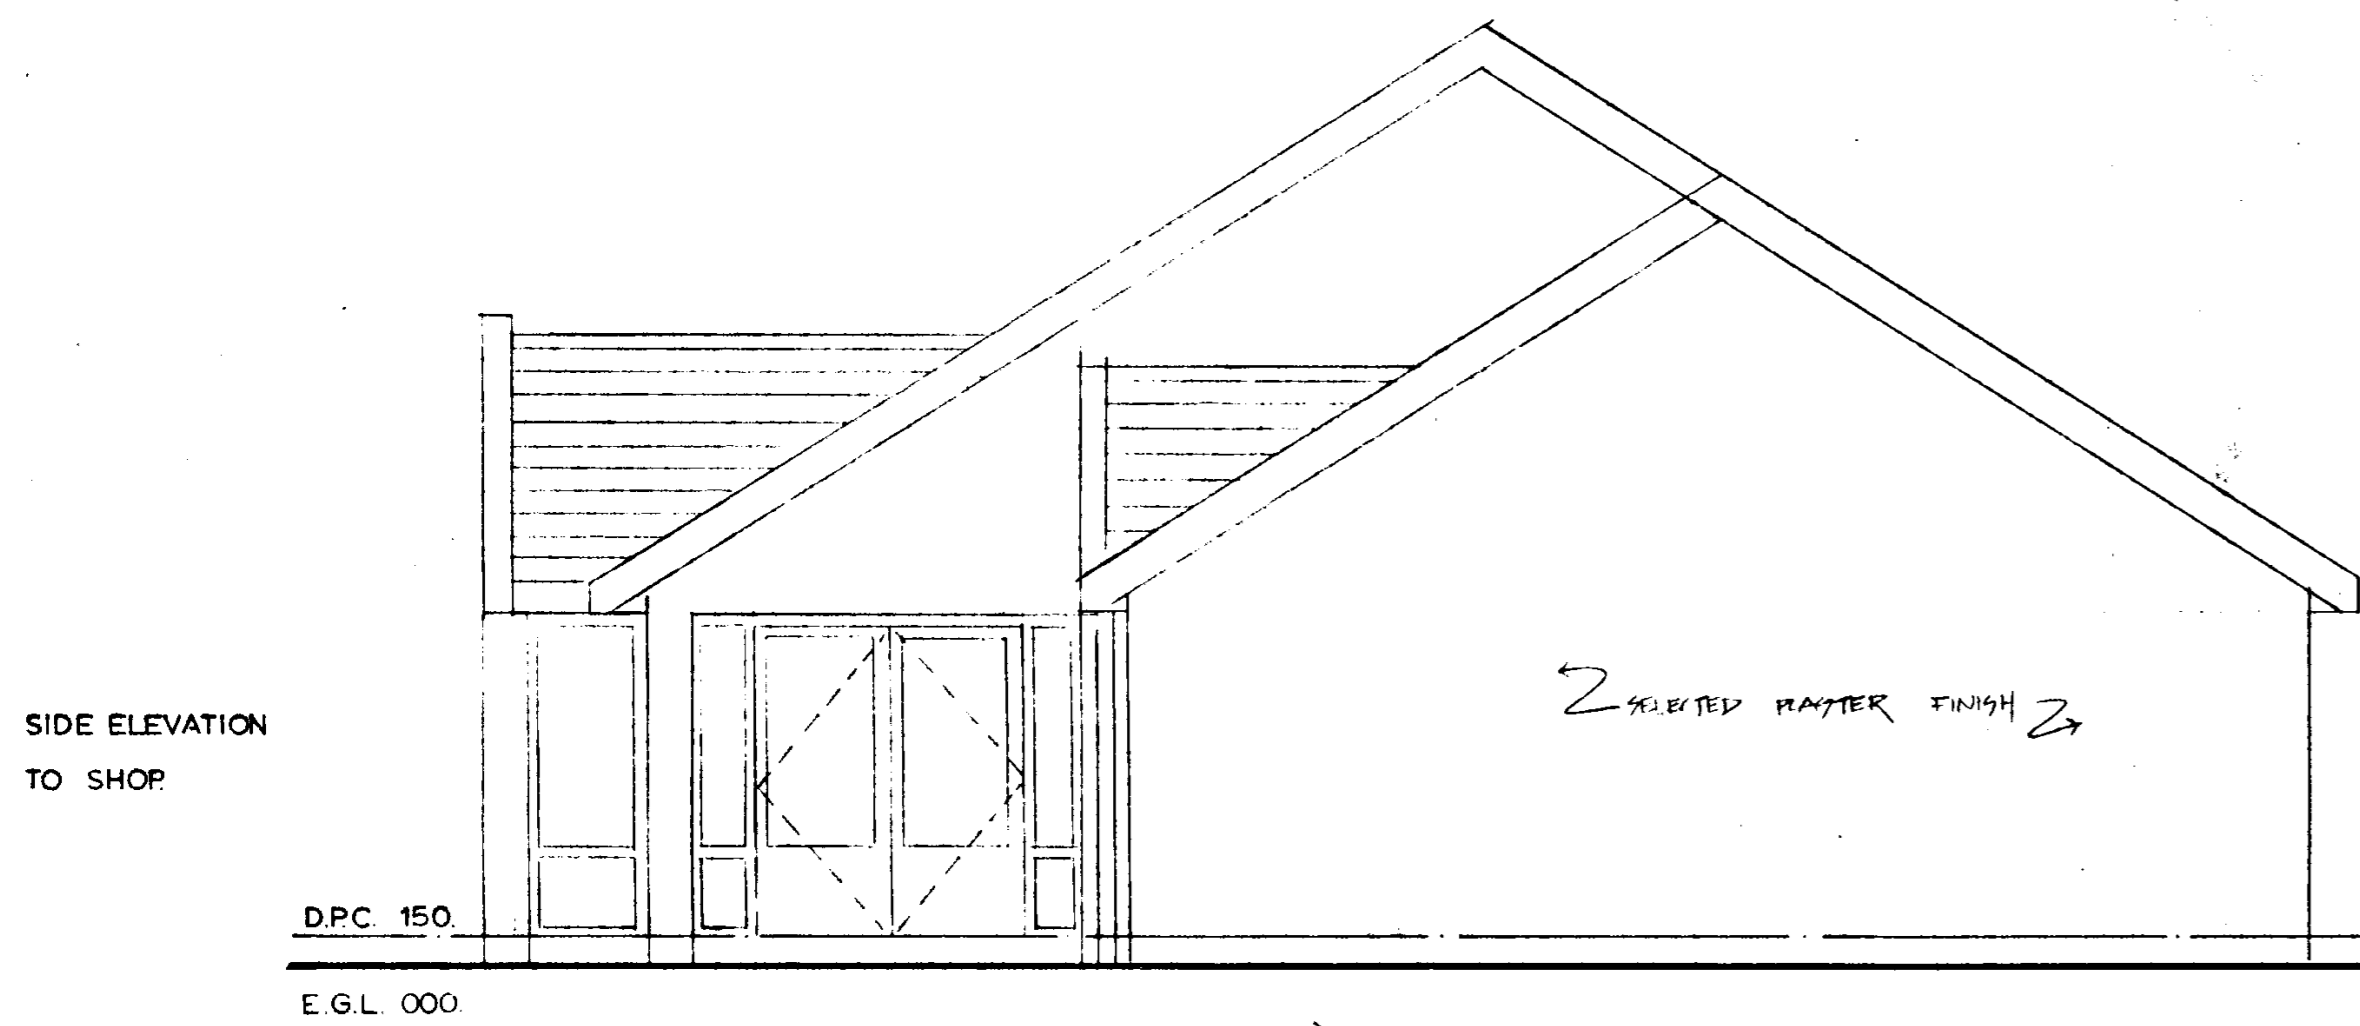 SELECTED PLASTER FINISH
SIDE ELEVATION
TO SHOP.
D.P.C. 150.
E.G.L. 000.